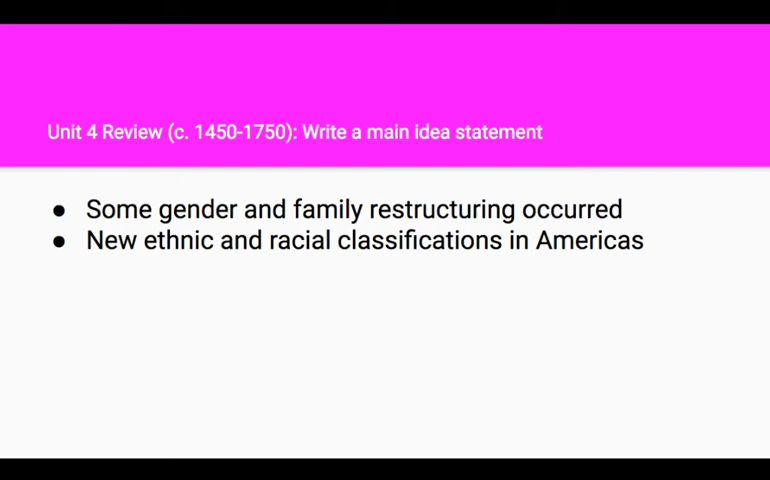 Unit 4 Review (c. 1450-1750): Write a main idea statement
● Some gender and family restructuring occurred
● New ethnic and racial classifications in Americas